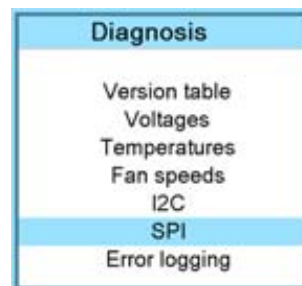 Diagnosis
Version table
Voltages
Temperatures
Fan speeds
I2C
SPI
Error logging